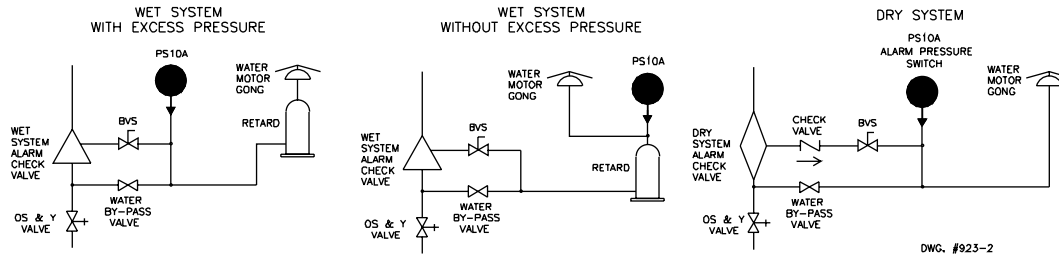 WET SYSTEM
WITH EXCESS PRESSURE
PS10A
WATER
MOTOR
GONG
BVS
RETARD
WET
SYSTEM
ALARM
CHECK
VALVE
WATER
BY-PASS
VALVE
OS & Y
VALVE
WET SYSTEM
WITHOUT EXCESS PRESSURE
PS10A
WATER
MOTOR
GONG
BVS
WET
SYSTEM
ALARM
CHECK
VALVE
RETARD
WATER
BY-PASS
VALVE
OS & Y
VALVE
DRY SYSTEM
PS10A
ALARM PRESSURE
SWITCH
WATER
MOTOR
GONG
CHECK
VALVE
BVS
DRY
SYSTEM
ALARM
CHECK
VALVE
WATER
BY-PASS
VALVE
OS & Y
VALVE
DWG. #923-2